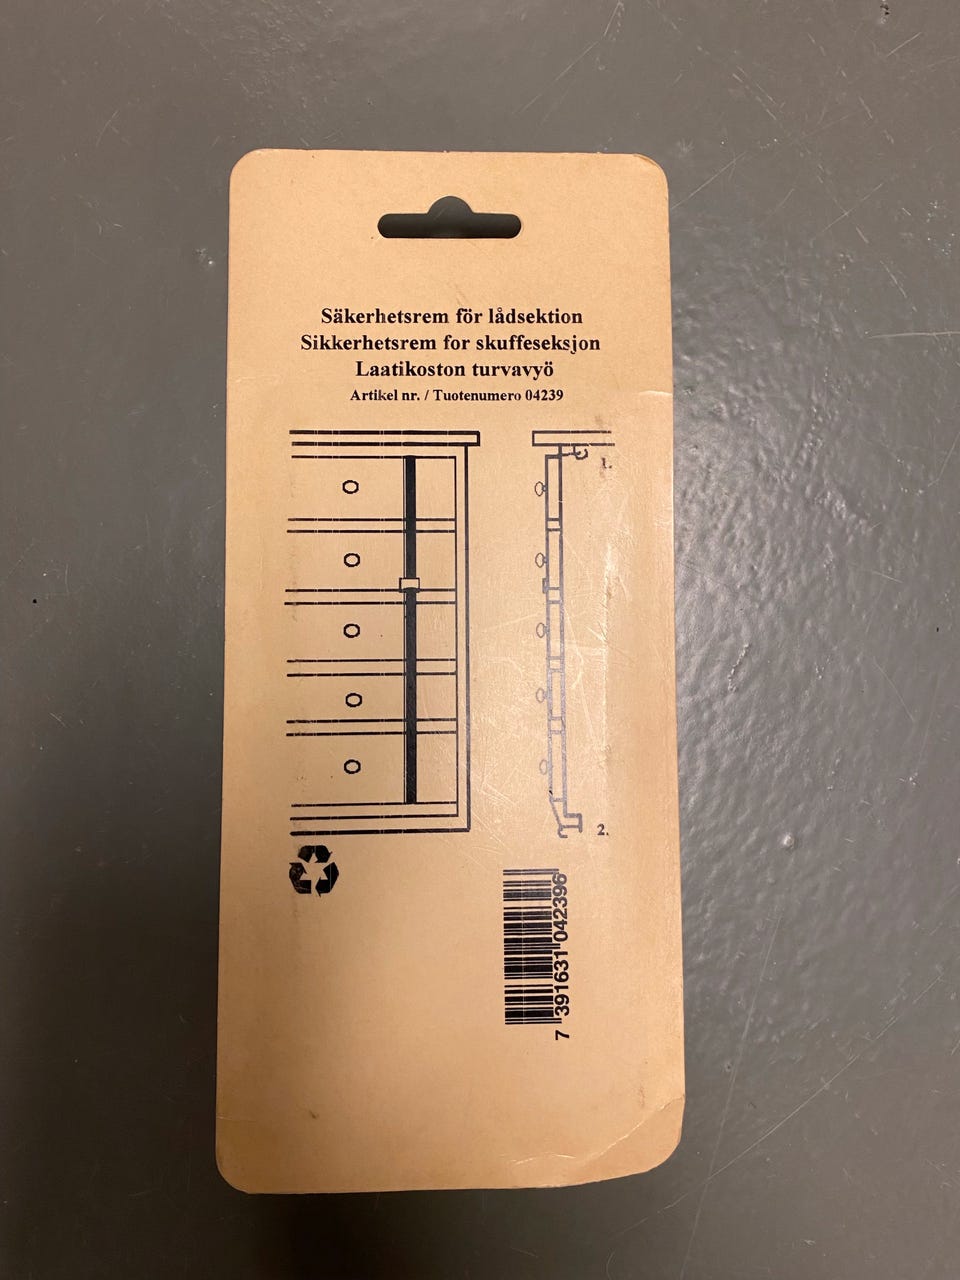 Säkerhetsrem för lådsektion
Sikkerhetsrem for skuffeseksjon
Laatikoston turvavyö
Artikel nr. / Tuotenumero 04239
1.
2.
7 391631 042396